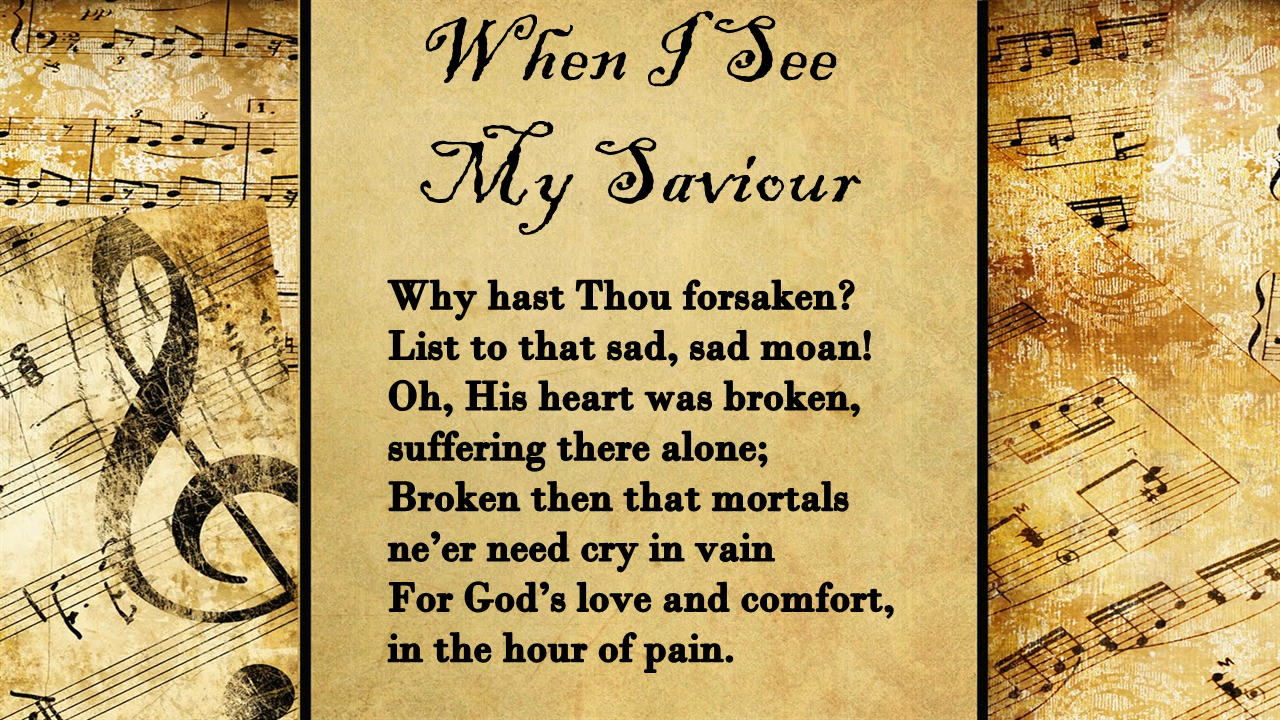 When I See
My Saviour
Why hast Thou forsaken?
List to that sad, sad moan!
Oh, His heart was broken,
suffering there alone;
Broken then that mortals
ne’er need cry in vain
For God’s love and comfort,
in the hour of pain.